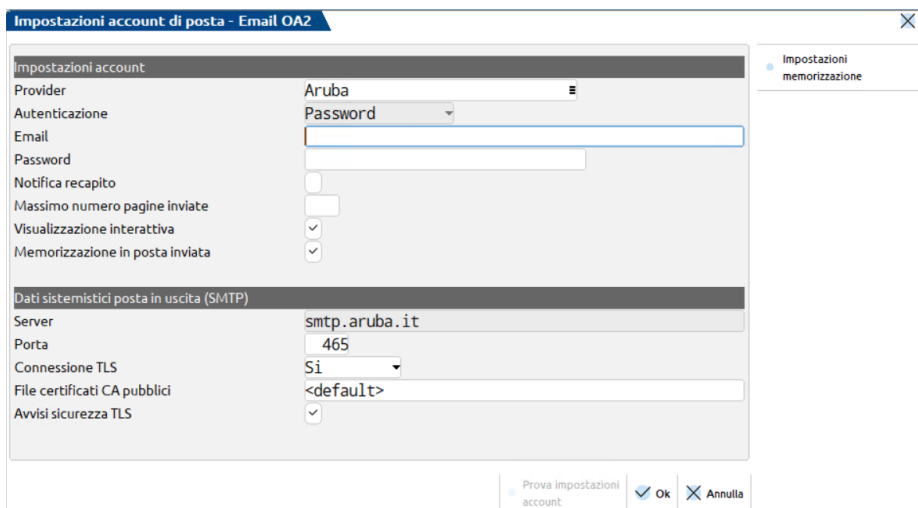 Impostazioni account di posta - Email OA2
Impostazioni account
Provider Aruba
Autenticazione Password
Email
Password
Notifica recapito
Massimo numero pagine inviate
Visualizzazione interattiva
Memorizzazione in posta inviata
Dati sistemistici posta in uscita (SMTP)
Server smtp.aruba.it
Porta 465
Connessione TLS Si
File certificati CA pubblici <default>
Avvisi sicurezza TLS
Impostazioni
memorizzazione
Prova impostazioni
account
Ok
Annulla